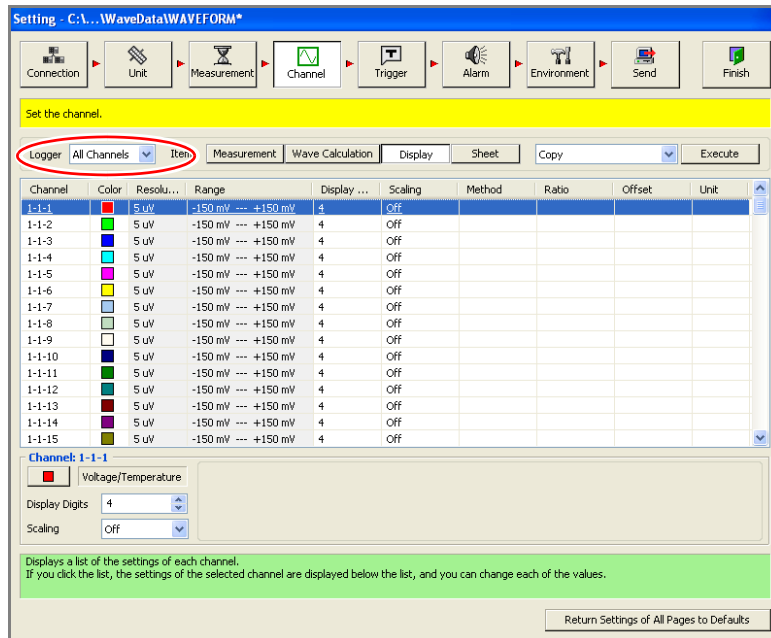 Setting - C:\...\WaveData\WAVEFORM*
Connection Unit Measurement Channel Trigger Alarm Environment Send Finish
Set the channel.
Logger All Channels Item Measurement Wave Calculation Display Sheet Copy Execute
Channel Color Resolu... Range Display ... Scaling Method Ratio Offset Unit
1-1-1 5 uV -150 mV --- +150 mV 4 Off
1-1-2 5 uV -150 mV --- +150 mV 4 Off
1-1-3 5 uV -150 mV --- +150 mV 4 Off
1-1-4 5 uV -150 mV --- +150 mV 4 Off
1-1-5 5 uV -150 mV --- +150 mV 4 Off
1-1-6 5 uV -150 mV --- +150 mV 4 Off
1-1-7 5 uV -150 mV --- +150 mV 4 Off
1-1-8 5 uV -150 mV --- +150 mV 4 Off
1-1-9 5 uV -150 mV --- +150 mV 4 Off
1-1-10 5 uV -150 mV --- +150 mV 4 Off
1-1-11 5 uV -150 mV --- +150 mV 4 Off
1-1-12 5 uV -150 mV --- +150 mV 4 Off
1-1-13 5 uV -150 mV --- +150 mV 4 Off
1-1-14 5 uV -150 mV --- +150 mV 4 Off
1-1-15 5 uV -150 mV --- +150 mV 4 Off
Channel: 1-1-1
Voltage/Temperature
Display Digits 4
Scaling Off
Displays a list of the settings of each channel.
If you click the list, the settings of the selected channel are displayed below the list, and you can change each of the values.
Return Settings of All Pages to Defaults